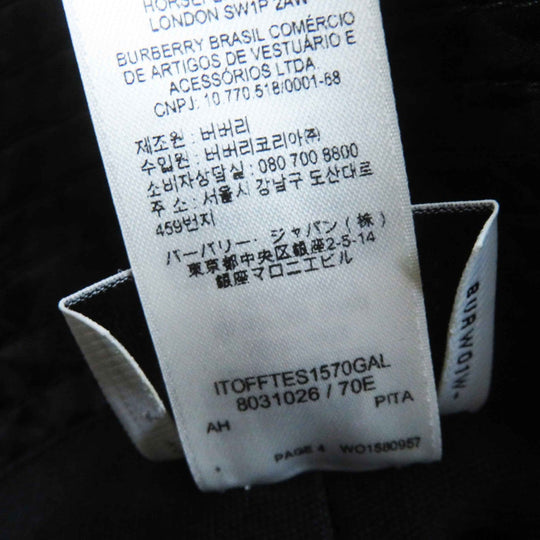 LONDON SW1P 2AW
BURBERRY BRASIL COMÉRCIO
DE ARTIGOS DE VESTUÁRIO E
ACESSÓRIOS LTDA.
CNPJ: 10.770.518/0001-68
제조원 : 버버리
수입원 : 버버리코리아㈜
소비자상담실 : 080 700 8800
주 소 : 서울시 강남구 도산대로
459번지
バーバリー・ジャパン(株)
東京都中央区銀座2-5-14
銀座マロニエビル
ITOFFTES1570GAL
8031026 / 70E
AH PITA
PAGE 4 WO1580957
BURW01W-